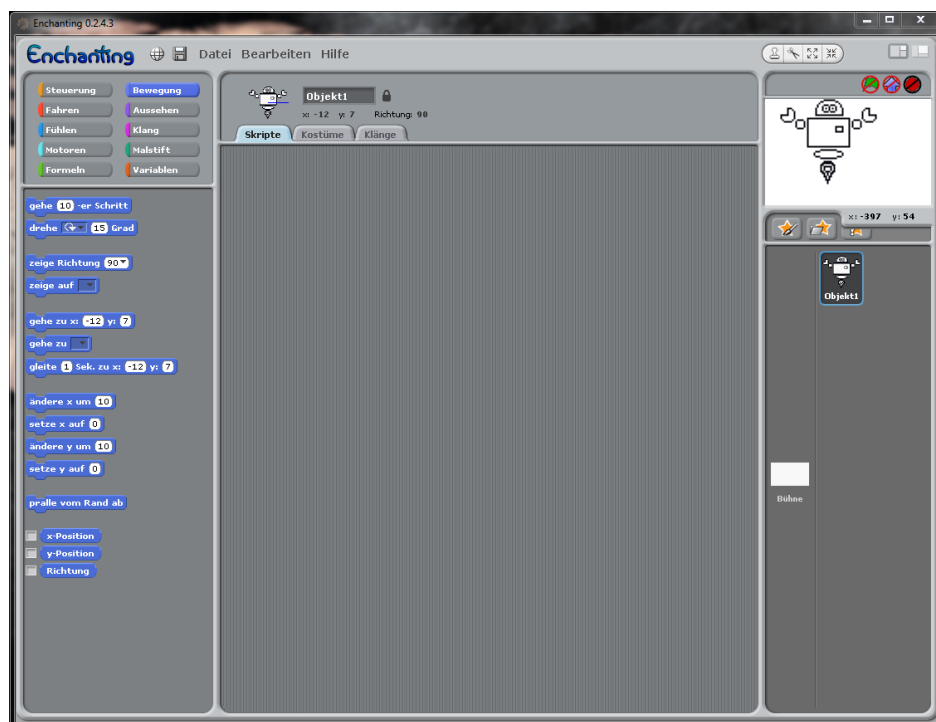 Enchanting 0.2.4.3
Enchanting Datei Bearbeiten Hilfe
Steuerung Bewegung
Fahren Aussehen
Fühlen Klang
Motoren Malstift
Formeln Variablen
gehe 10 -er Schritt
drehe 15 Grad
zeige Richtung 90
zeige auf
gehe zu x: -12 y: 7
gehe zu
gleite 1 Sek. zu x: -12 y: 7
ändere x um 10
setze x auf 0
ändere y um 10
setze y auf 0
pralle vom Rand ab
x-Position
y-Position
Richtung
Objekt1
x: -12 y: 7 Richtung: 90
Skripte Kostüme Klänge
x: -397 y: 54
Objekt1
Bühne